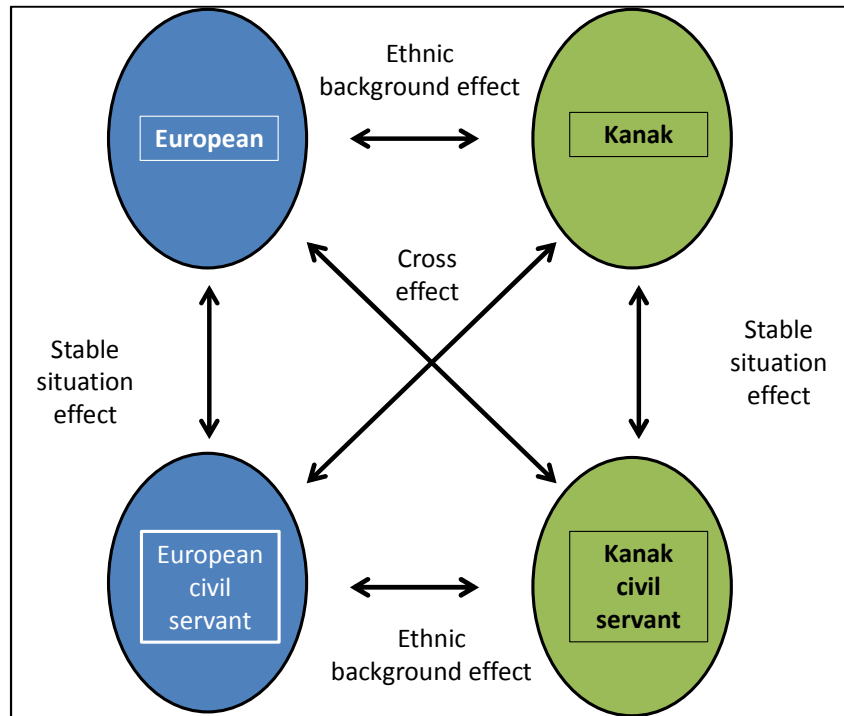 Ethnic
background effect
European
Kanak
Cross
effect
Stable
situation
effect
Stable
situation
effect
European
civil
servant
Kanak
civil
servant
Ethnic
background effect